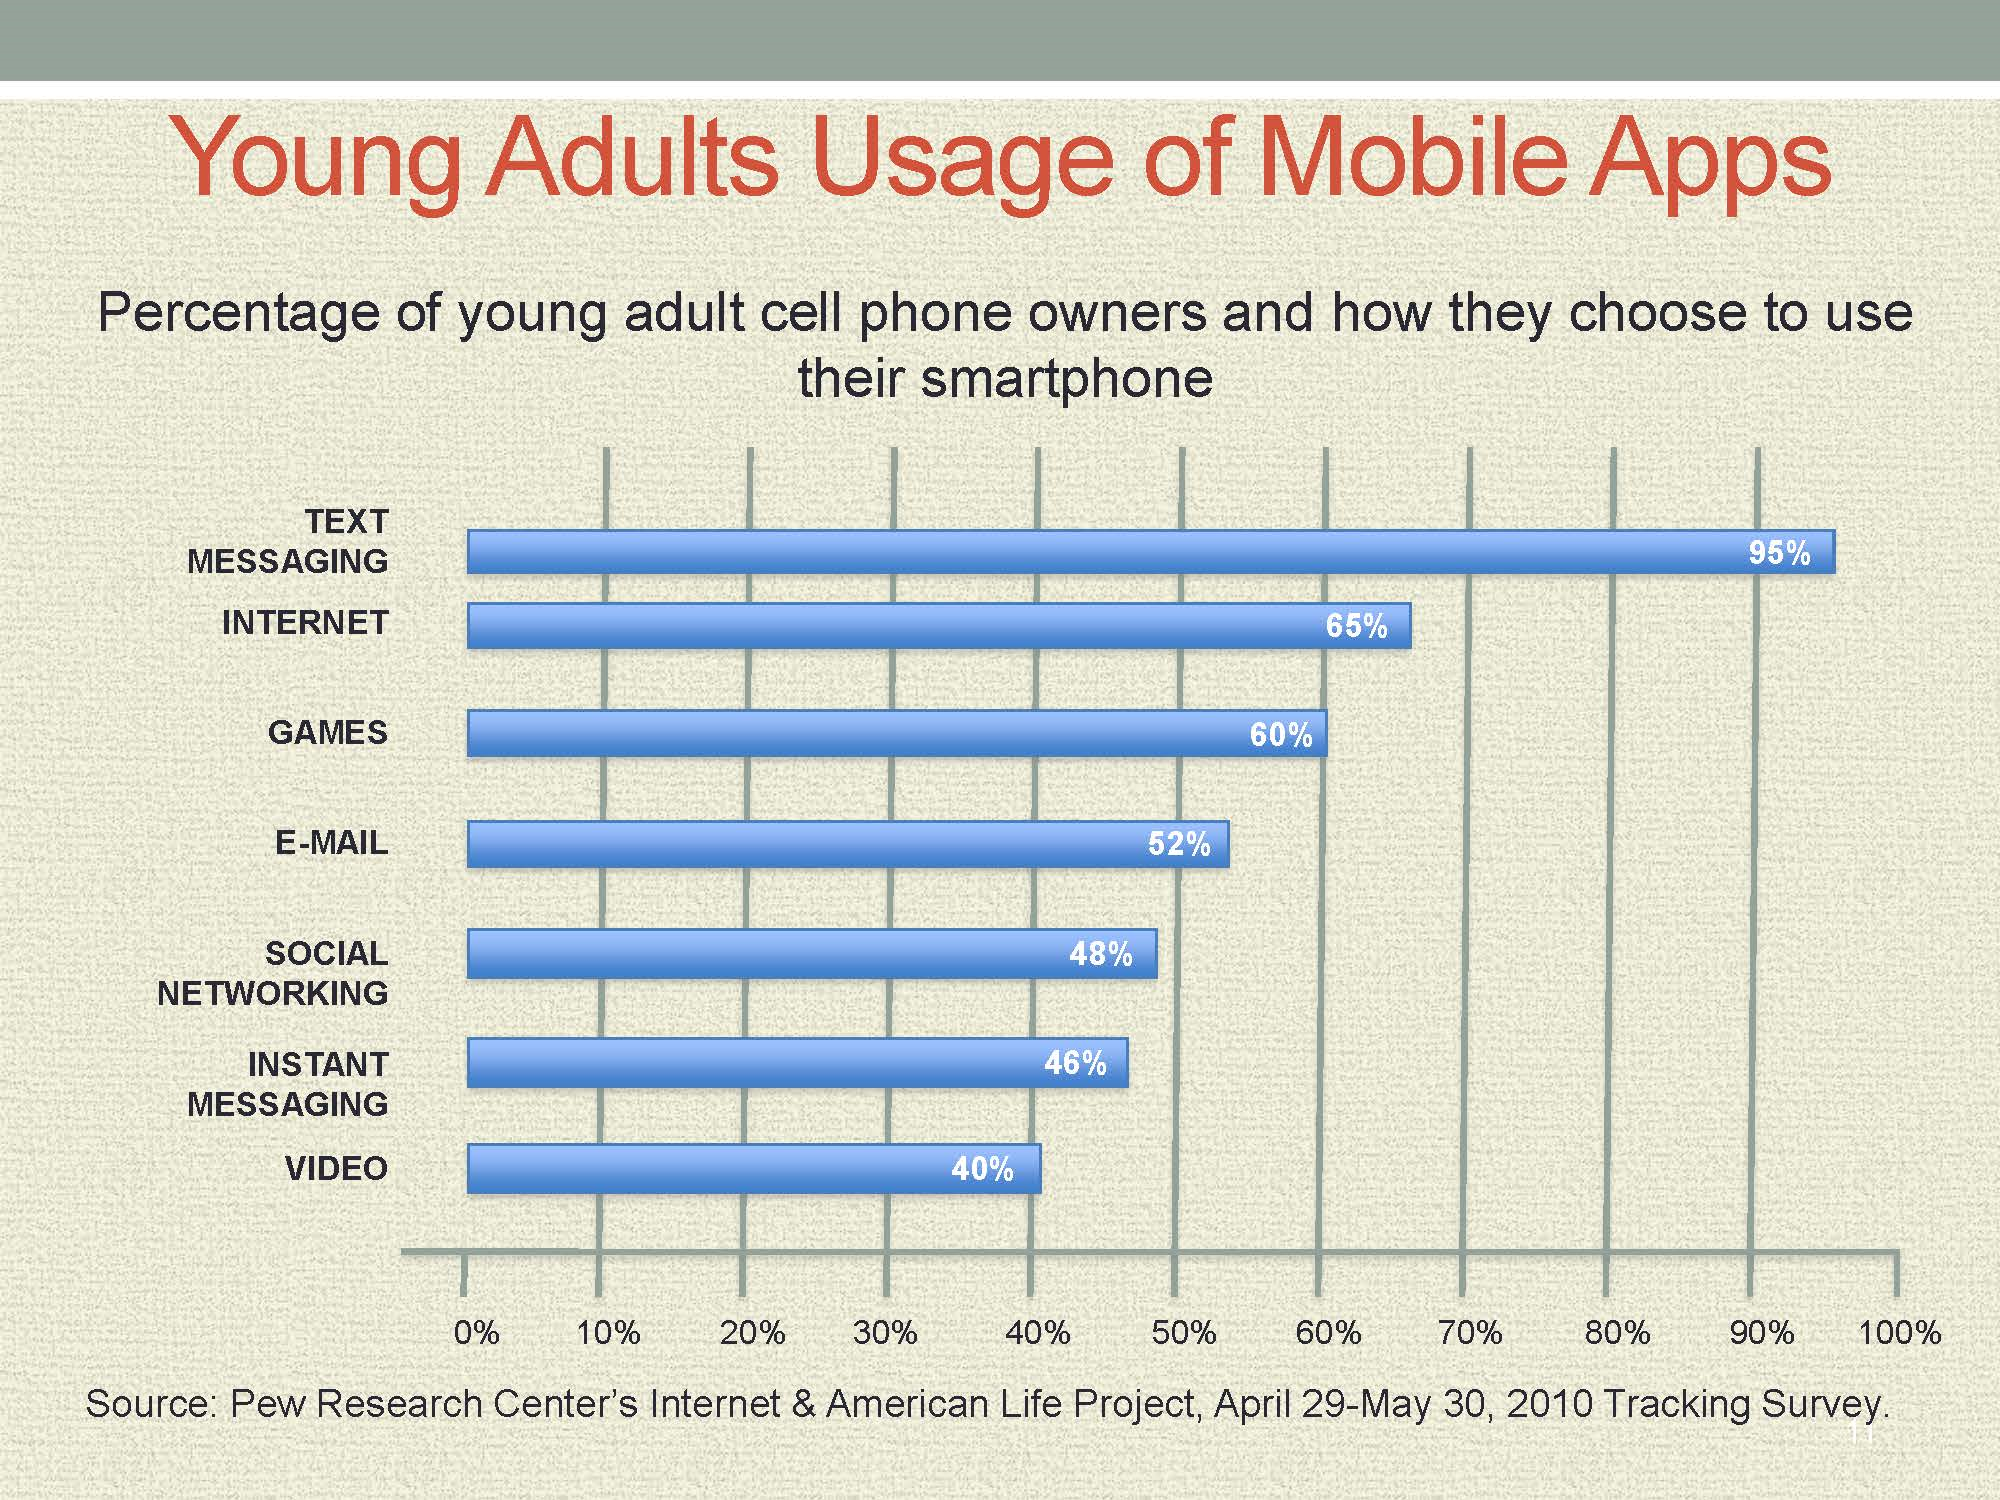 Young Adults Usage of Mobile Apps
Percentage of young adult cell phone owners and how they choose to use
their smartphone
TEXT
MESSAGING
95%
INTERNET
65%
GAMES
60%
E-MAIL
52%
SOCIAL
NETWORKING
48%
INSTANT
MESSAGING
46%
VIDEO
40%
0% 10% 20% 30% 40% 50% 60% 70% 80% 90% 100%
Source: Pew Research Center’s Internet & American Life Project, April 29-May 30, 2010 Tracking Survey.
11